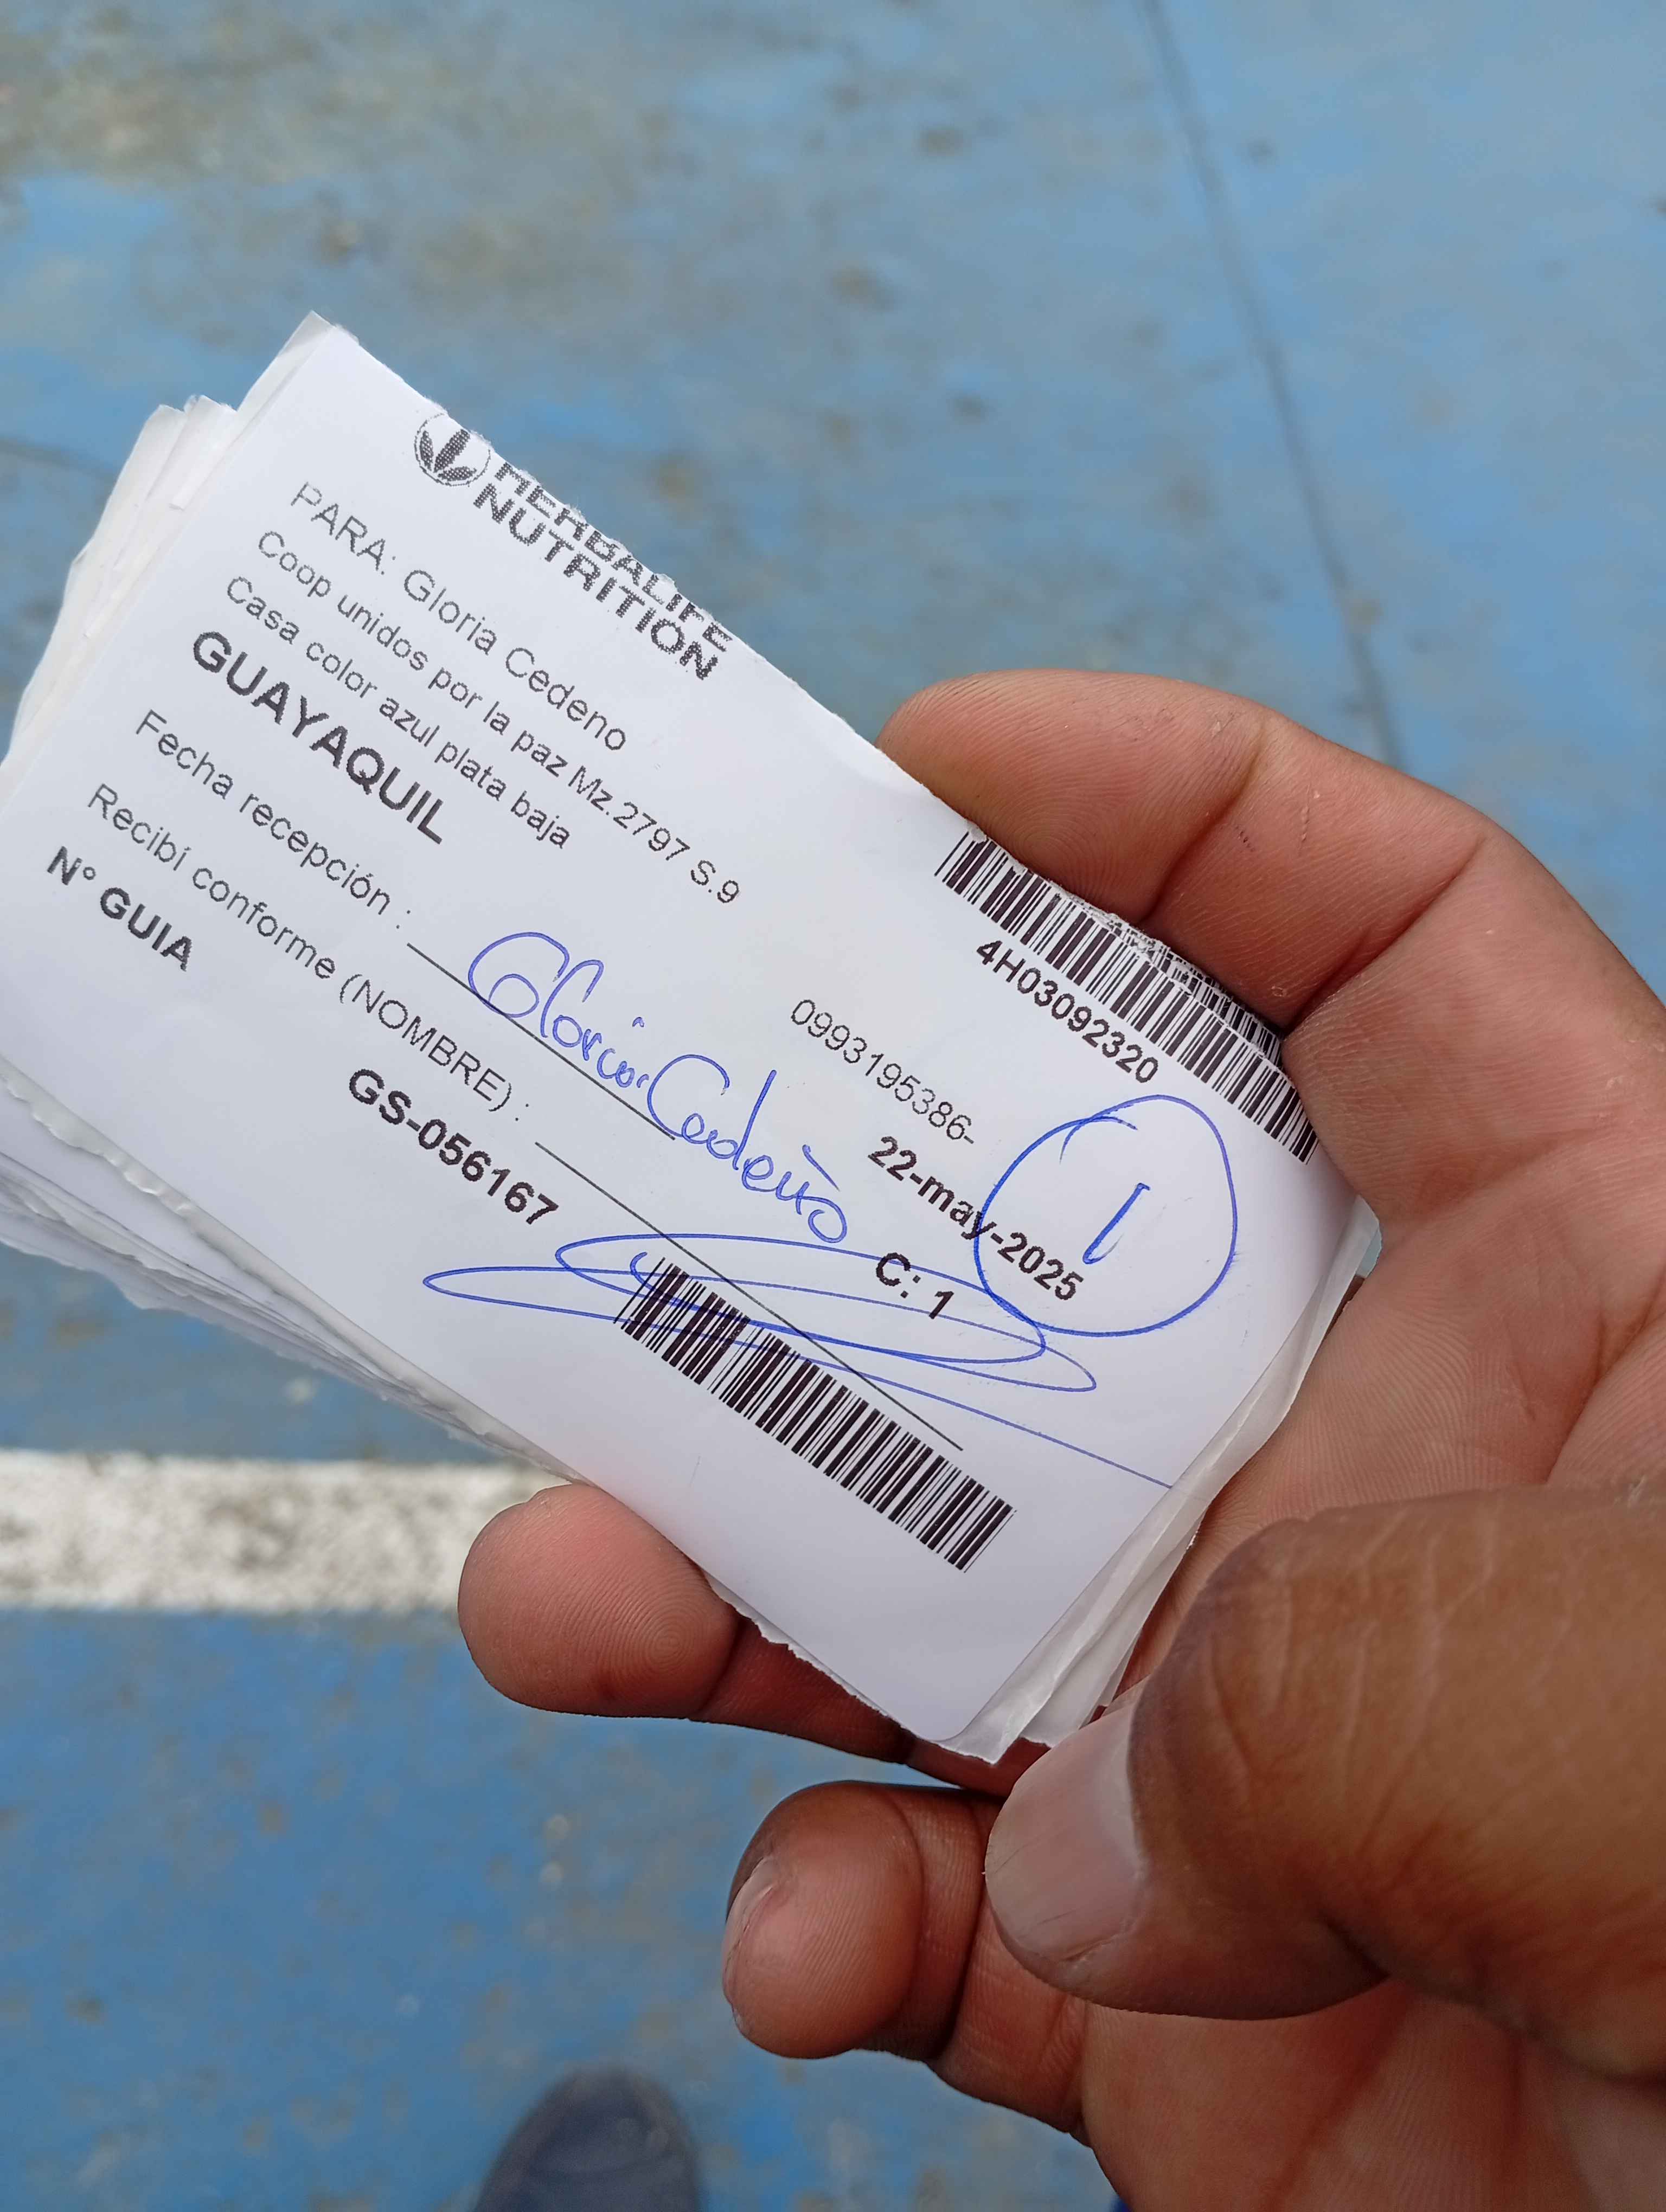 HERBALIFE
NUTRITION
4H03092320
PARA: Gloria Cedeno
Coop unidos por la paz Mz.2797 S.9
Casa color azul plata baja
0993195386-
GUAYAQUIL
22-may-2025
1
Fecha recepción :
Gloria Cedeño
Recibí conforme (NOMBRE) :
C: 1
N° GUIA
GS-056167